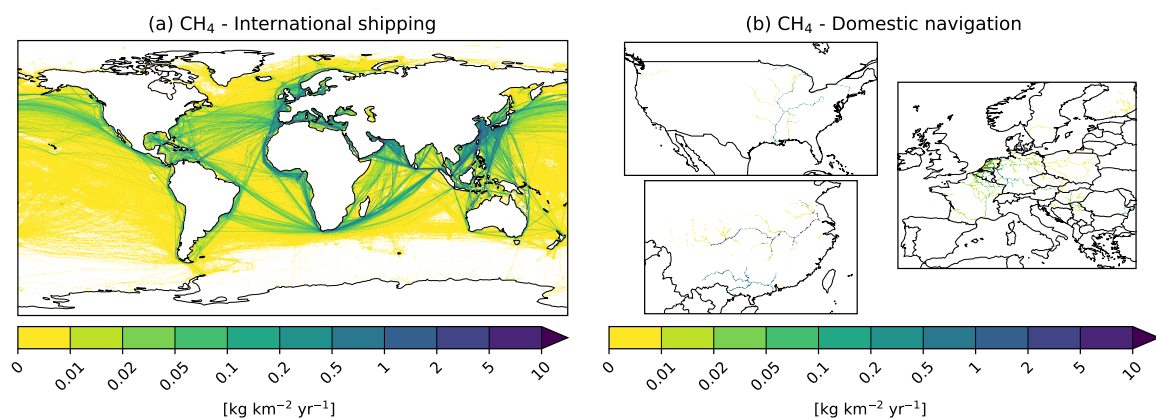 (a) CH₄ - International shipping
0 0.01 0.02 0.05 0.1 0.2 0.5 1 2 5 10
[kg km⁻² yr⁻¹]
(b) CH₄ - Domestic navigation
0 0.01 0.02 0.05 0.1 0.2 0.5 1 2 5 10
[kg km⁻² yr⁻¹]